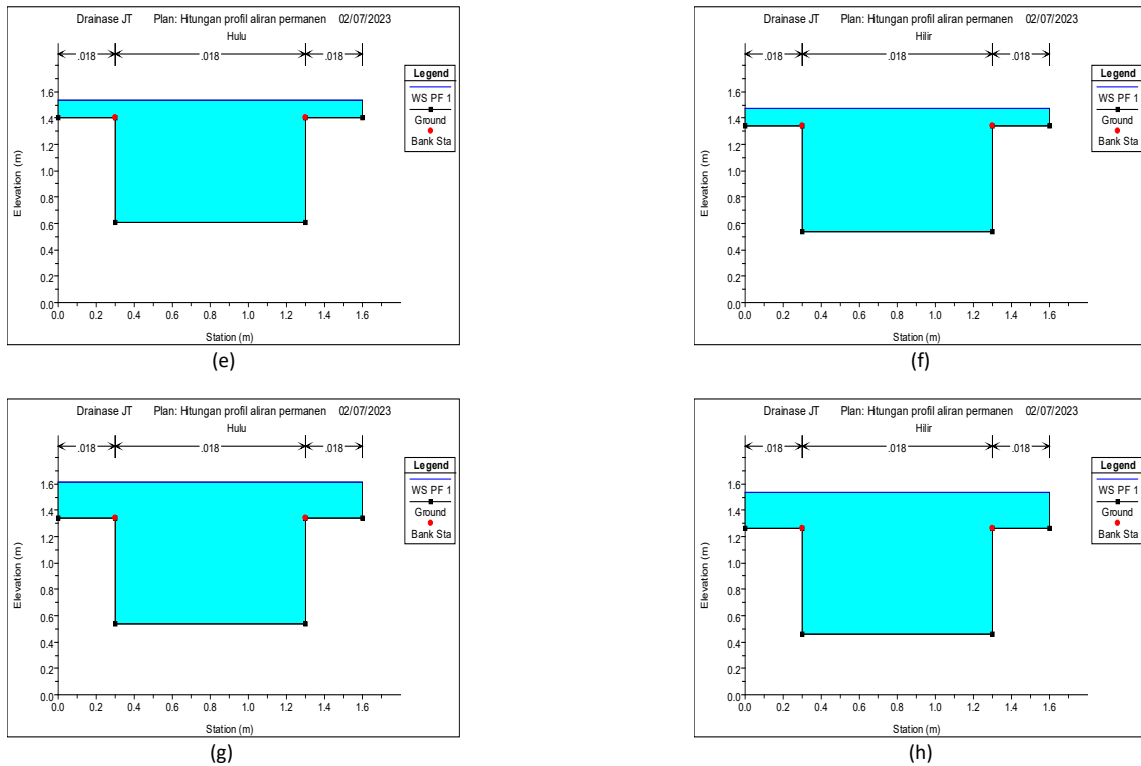 Drainase JT Plan: Hitungan profil aliran permanen 02/07/2023
Hulu
.018 .018 .018
Legend
WS PF 1
Ground
Bank Sta
1.6
1.4
1.2
1.0
0.8
0.6
0.4
0.2
0.0
Elevation (m)
0.0 0.2 0.4 0.6 0.8 1.0 1.2 1.4 1.6
Station (m)
(e)
Drainase JT Plan: Hitungan profil aliran permanen 02/07/2023
Hilir
.018 .018 .018
Legend
WS PF 1
Ground
Bank Sta
1.6
1.4
1.2
1.0
0.8
0.6
0.4
0.2
0.0
Elevation (m)
0.0 0.2 0.4 0.6 0.8 1.0 1.2 1.4 1.6
Station (m)
(f)
Drainase JT Plan: Hitungan profil aliran permanen 02/07/2023
Hulu
.018 .018 .018
Legend
WS PF 1
Ground
Bank Sta
1.6
1.4
1.2
1.0
0.8
0.6
0.4
0.2
0.0
Elevation (m)
0.0 0.2 0.4 0.6 0.8 1.0 1.2 1.4 1.6
Station (m)
(g)
Drainase JT Plan: Hitungan profil aliran permanen 02/07/2023
Hilir
.018 .018 .018
Legend
WS PF 1
Ground
Bank Sta
1.6
1.4
1.2
1.0
0.8
0.6
0.4
0.2
0.0
Elevation (m)
0.0 0.2 0.4 0.6 0.8 1.0 1.2 1.4 1.6
Station (m)
(h)